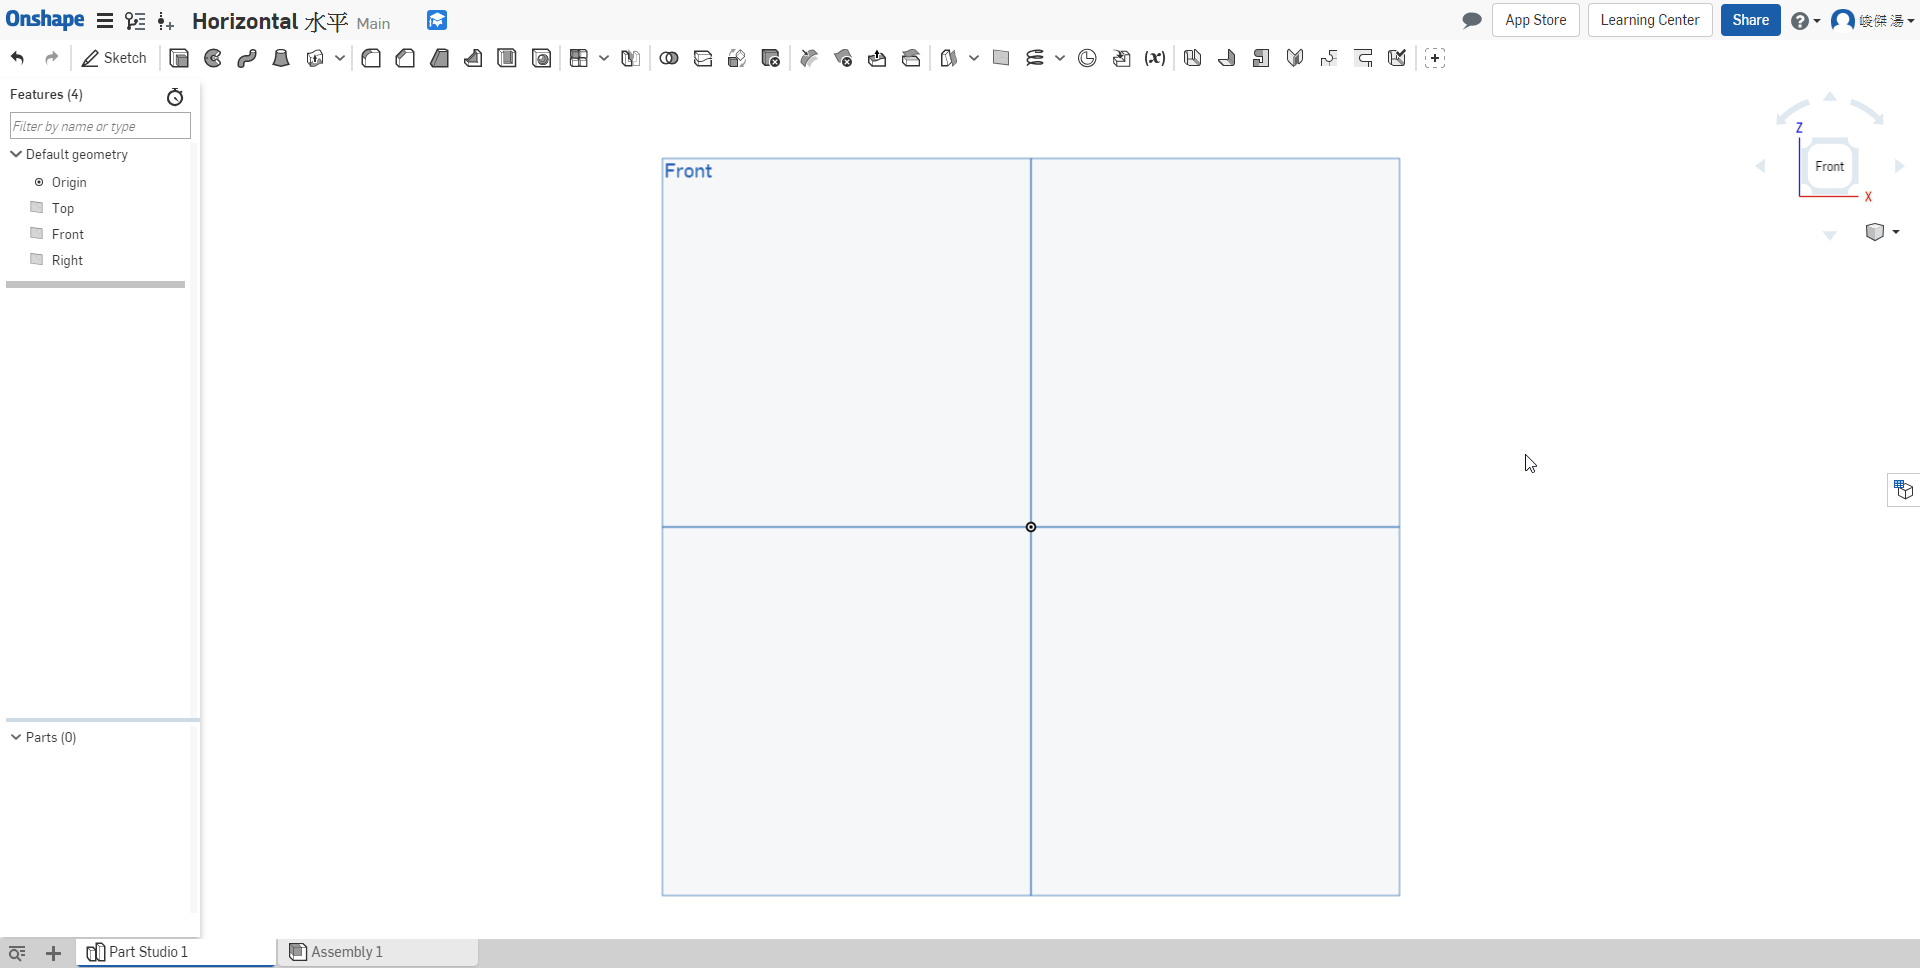 Onshape Horizontal 水平 Main App Store Learning Center Share 峻傑 湯
Sketch (x)
Features (4)
Filter by name or type
Default geometry
Origin
Top
Front
Right
Parts (0)
Front
Z
Front
X
Part Studio 1 Assembly 1